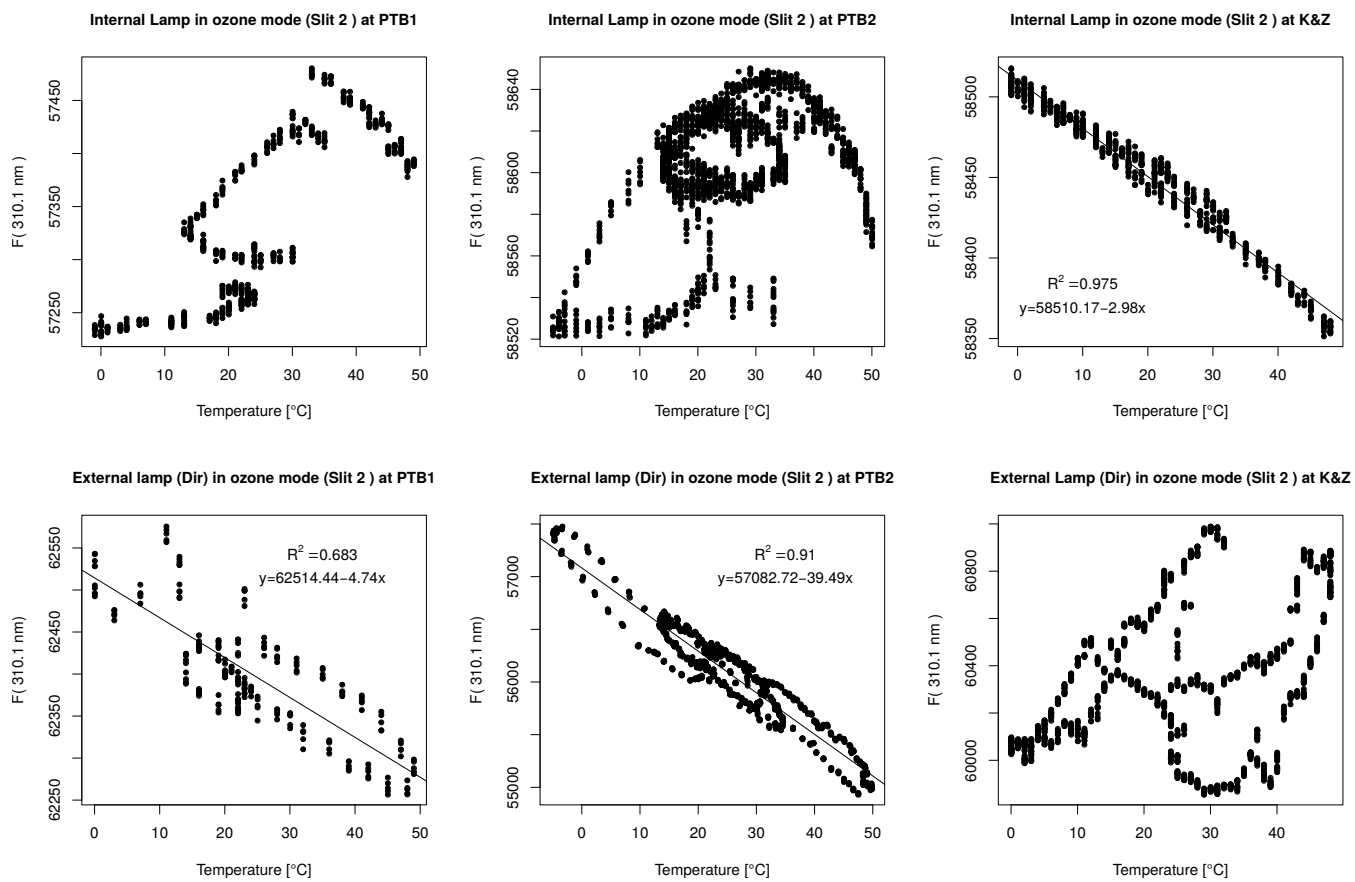 Internal Lamp in ozone mode (Slit 2 ) at PTB1
F( 310.1 nm )
57250 57350 57450
0 10 20 30 40 50
Temperature [°C]
Internal Lamp in ozone mode (Slit 2 ) at PTB2
F( 310.1 nm )
58520 58560 58600 58640
0 10 20 30 40 50
Temperature [°C]
Internal Lamp in ozone mode (Slit 2 ) at K&Z
F( 310.1 nm )
58350 58400 58450 58500
R² =0.975
y=58510.17−2.98x
0 10 20 30 40
Temperature [°C]
External lamp (Dir) in ozone mode (Slit 2 ) at PTB1
F( 310.1 nm)
62250 62350 62450 62550
R² =0.683
y=62514.44−4.74x
0 10 20 30 40 50
Temperature [°C]
External lamp (Dir) in ozone mode (Slit 2 ) at PTB2
F( 310.1 nm)
55000 56000 57000
R² =0.91
y=57082.72−39.49x
0 10 20 30 40 50
Temperature [°C]
External Lamp (Dir) in ozone mode (Slit 2 ) at K&Z
F( 310.1 nm )
60000 60400 60800
0 10 20 30 40
Temperature [°C]